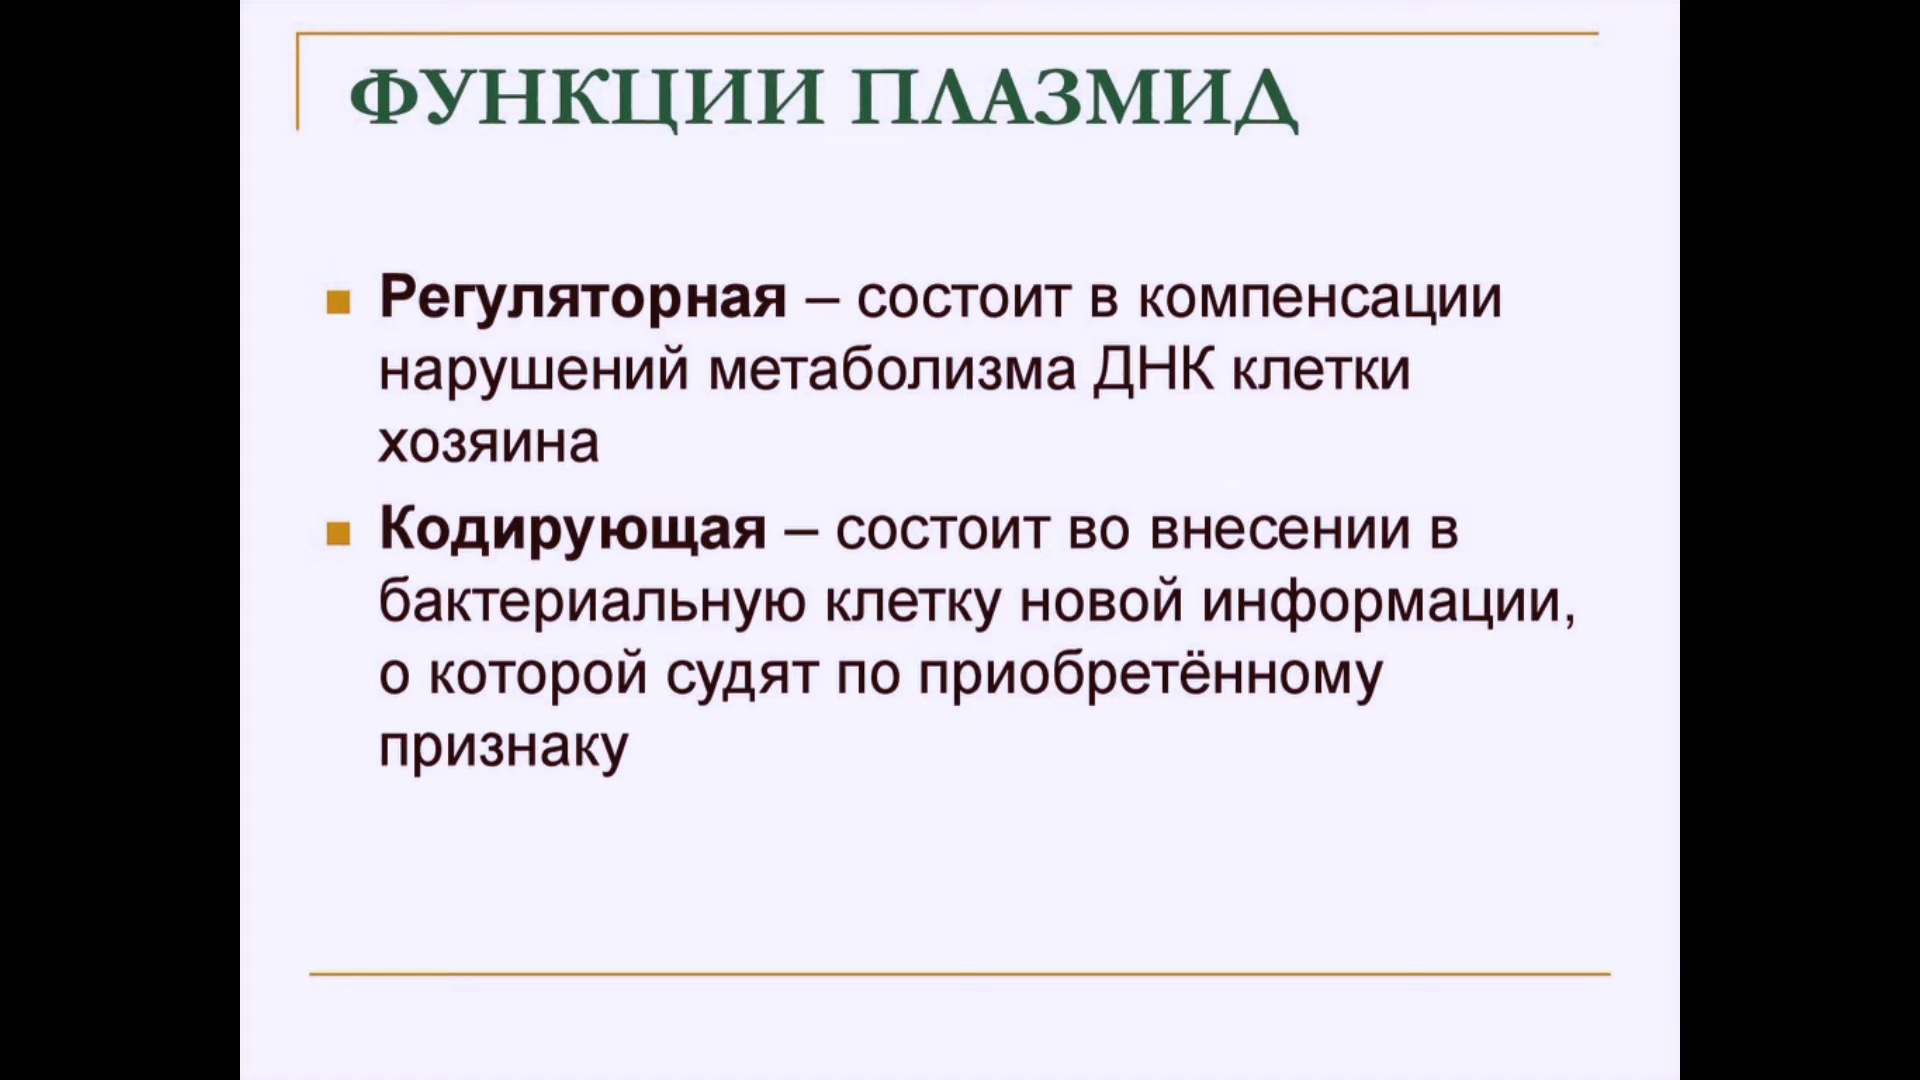 ФУНКЦИИ ПЛАЗМИД
Регуляторная – состоит в компенсации
нарушений метаболизма ДНК клетки
хозяина
Кодирующая – состоит во внесении в
бактериальную клетку новой информации,
о которой судят по приобретённому
признаку